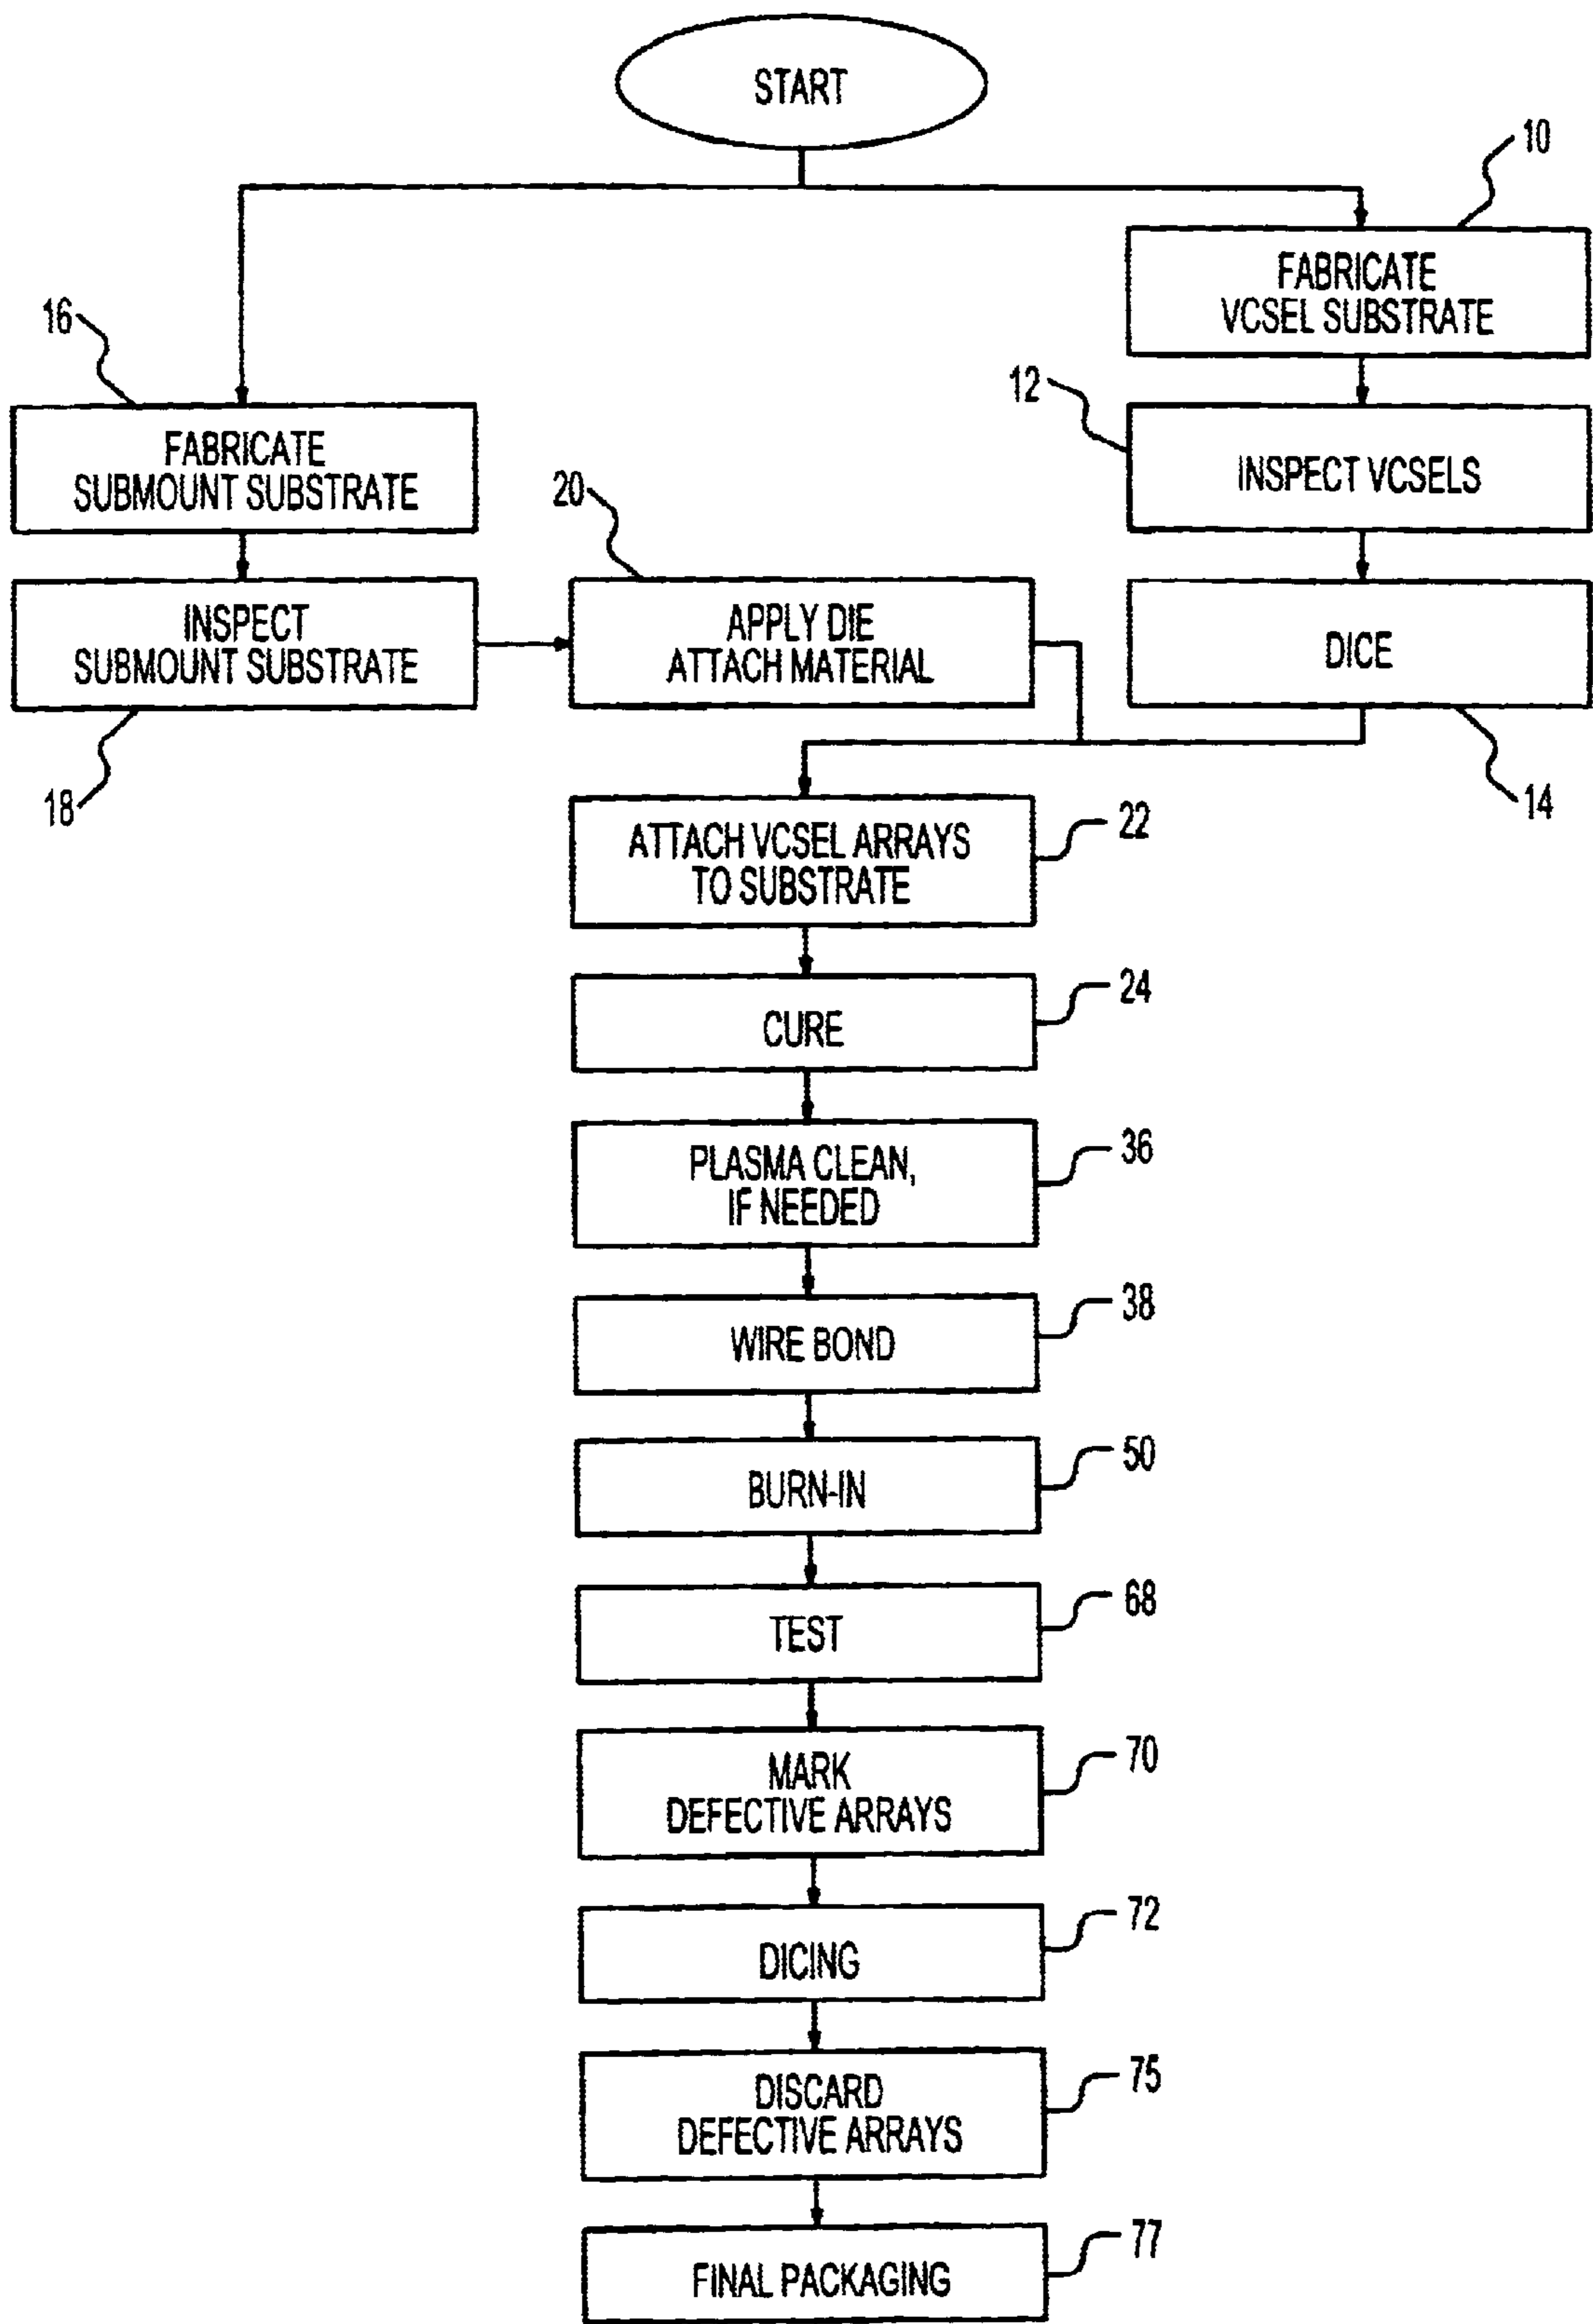 START
10
FABRICATE
VCSEL SUBSTRATE
16
FABRICATE
SUBMOUNT SUBSTRATE
12
INSPECT VCSELS
20
INSPECT
SUBMOUNT SUBSTRATE
18
APPLY DIE
ATTACH MATERIAL
DICE
14
ATTACH VCSEL ARRAYS
TO SUBSTRATE
22
CURE
24
PLASMA CLEAN,
IF NEEDED
36
WIRE BOND
38
BURN-IN
50
TEST
68
MARK
DEFECTIVE ARRAYS
70
DICING
72
DISCARD
DEFECTIVE ARRAYS
75
FINAL PACKAGING
77